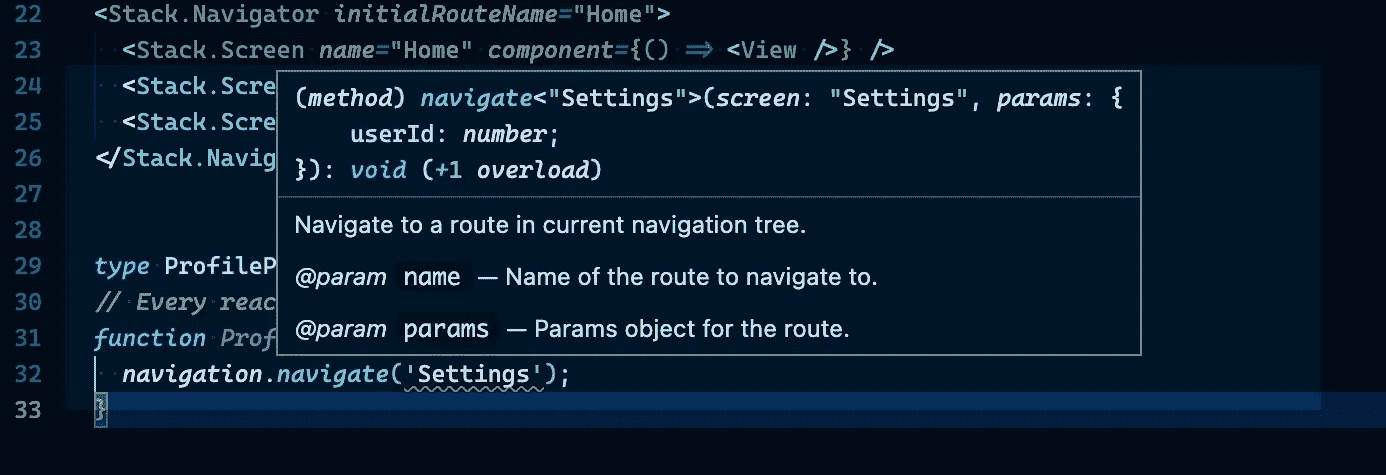 22 <Stack.Navigator initialRouteName="Home">
23 <Stack.Screen name="Home" component={() => <View />} />
24 <Stack.Scre
25 <Stack.Scre
26 </Stack.Navig
27
28
29 type ProfileP
30 // Every reac
31 function Prof
32 navigation.navigate('Settings');
33 }
(method) navigate<"Settings">(screen: "Settings", params: {
userId: number;
}): void (+1 overload)
Navigate to a route in current navigation tree.
@param name — Name of the route to navigate to.
@param params — Params object for the route.